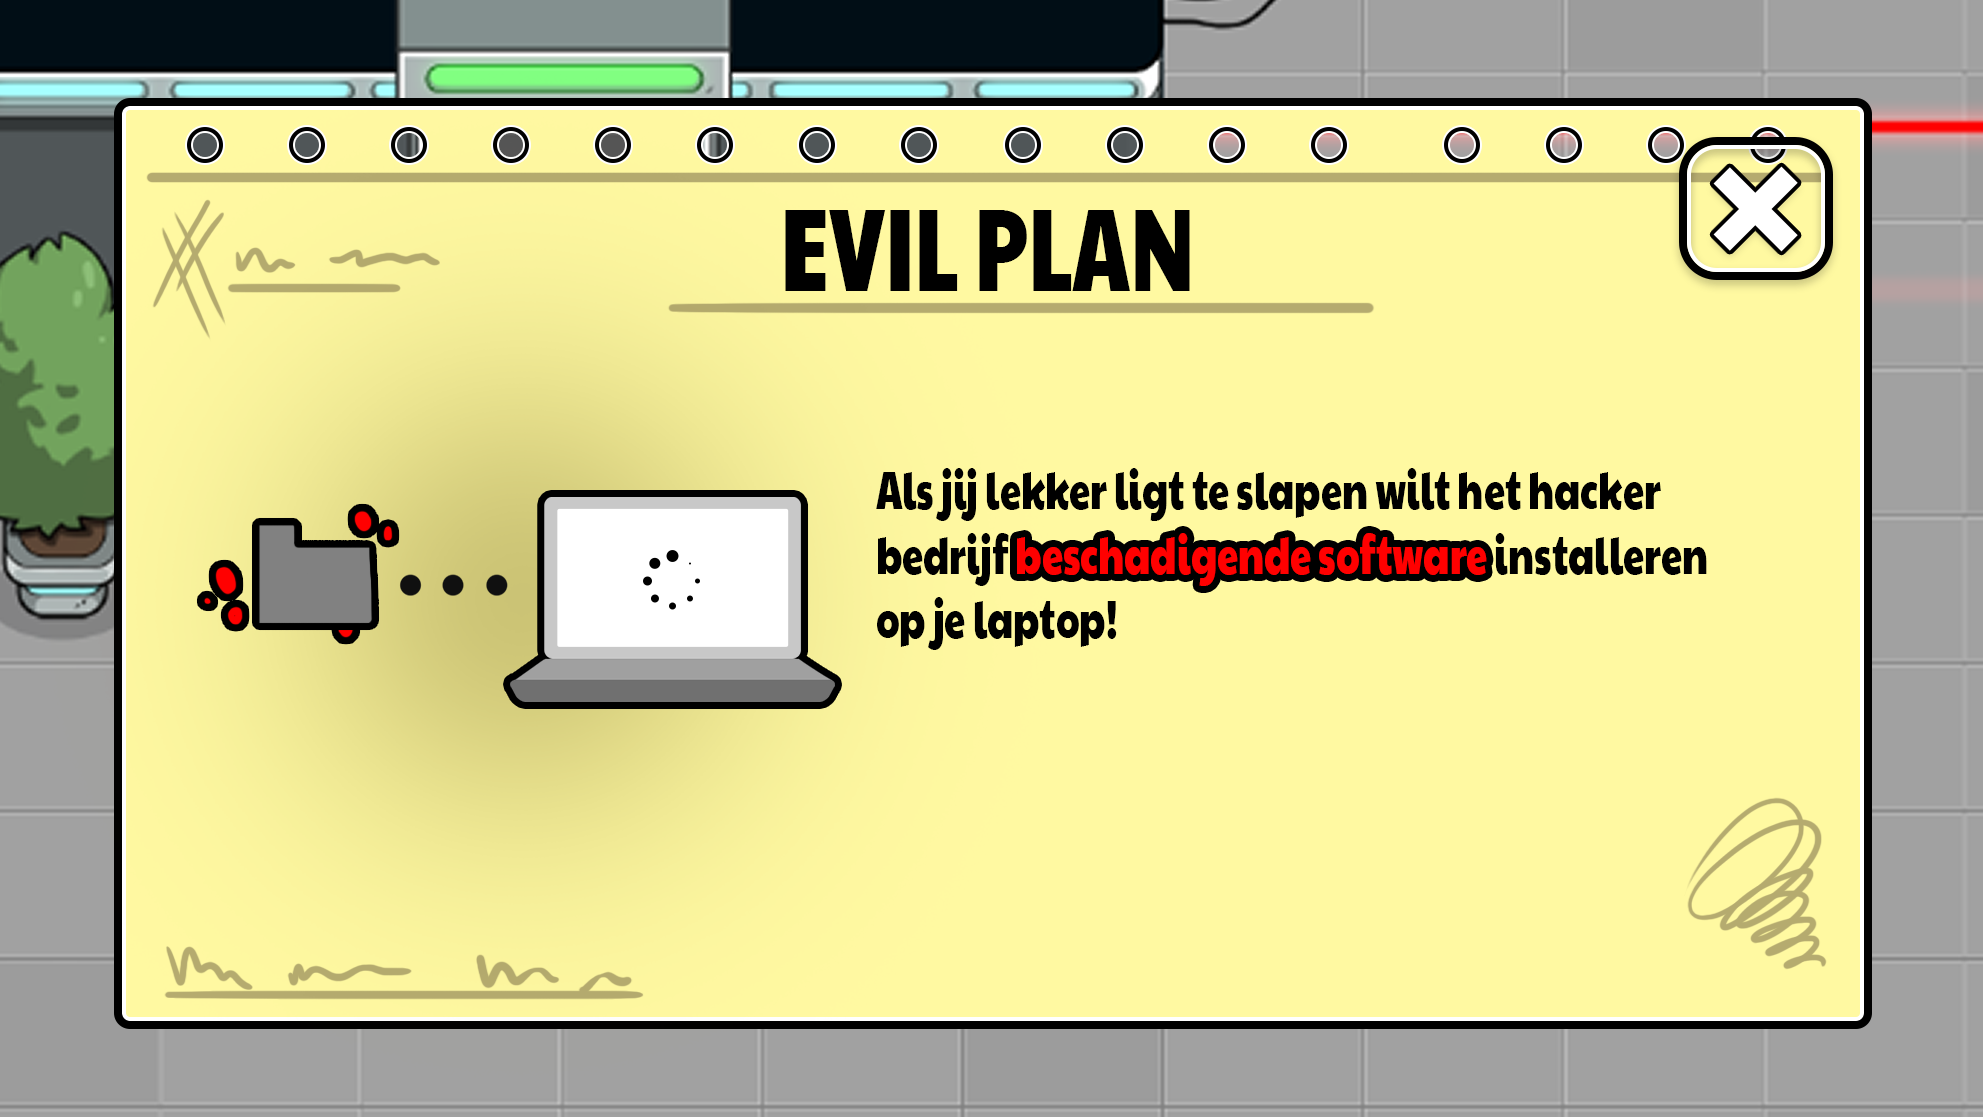 EVIL PLAN
Als jij lekker ligt te slapen wilt het hacker
bedrijf beschadigende software installeren
op je laptop!